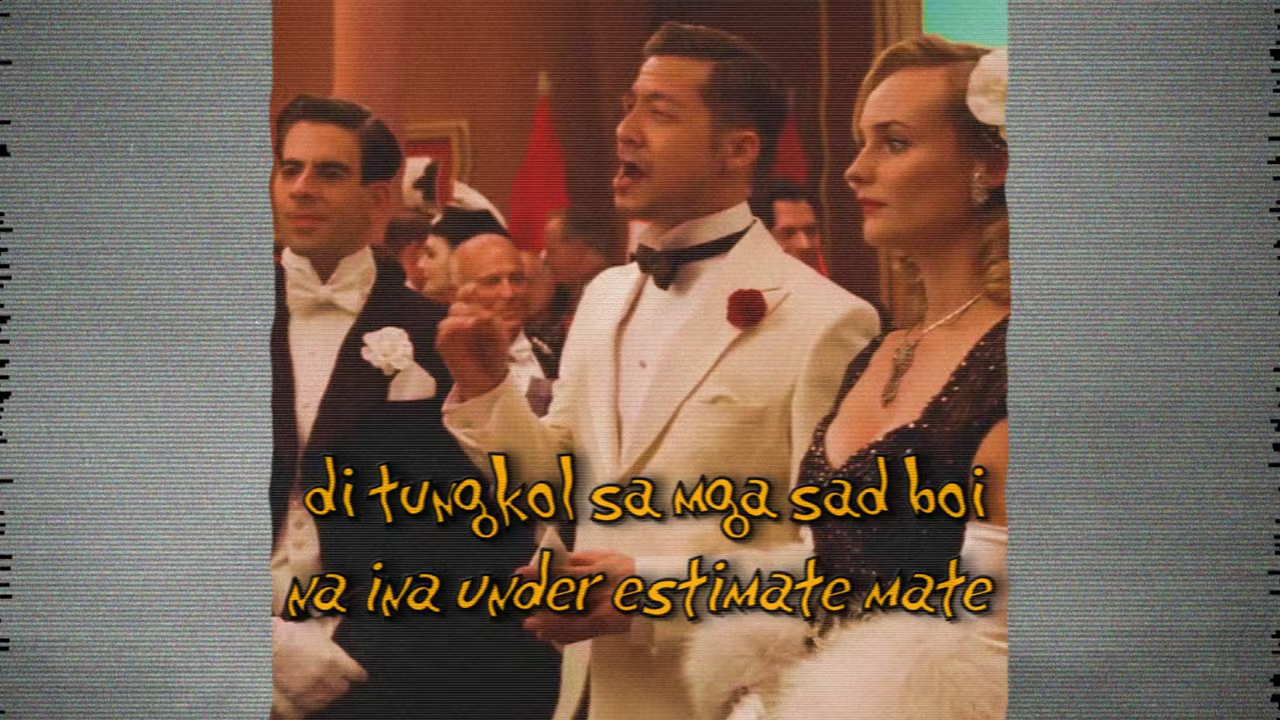 di tungkol sa mga sad boi
na ina under estimate mate